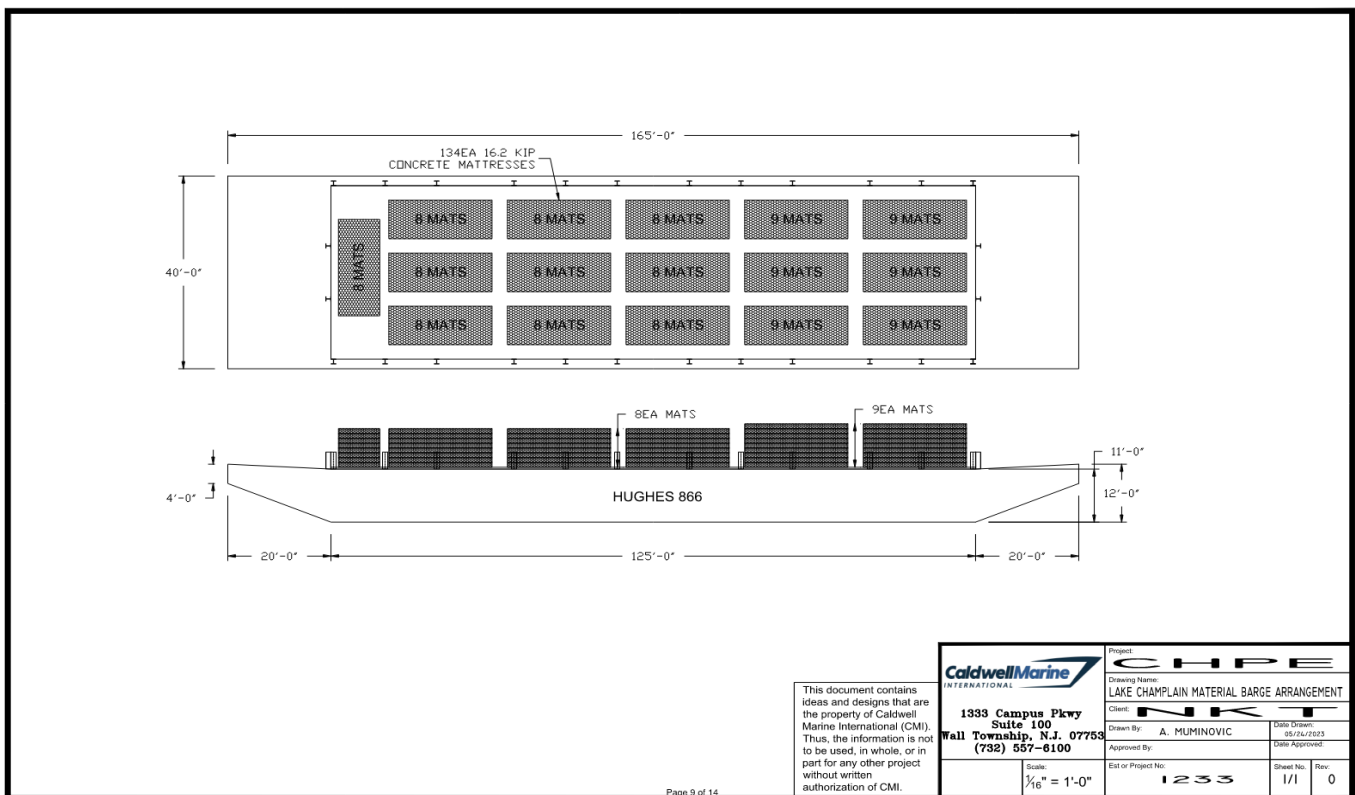 165'-0"
134EA 16.2 KIP
CONCRETE MATTRESSES
8 MATS
8 MATS
8 MATS
8 MATS
9 MATS
9 MATS
40'-0"
8 MATS
8 MATS
8 MATS
9 MATS
9 MATS
8 MATS
8 MATS
8 MATS
9 MATS
9 MATS
8EA MATS
9EA MATS
11'-0"
4'-0"
HUGHES 866
12'-0"
20'-0"
125'-0"
20'-0"
This document contains
ideas and designs that are
the property of Caldwell
Marine International (CMI).
Thus, the information is not
to be used, in whole, or in
part for any other project
without written
authorization of CMI.
CaldwellMarine
INTERNATIONAL
1333 Campus Pkwy
Suite 100
Wall Township, N.J. 07753
(732) 557-6100
Scale:
1/16" = 1'-0"
Project:
CHPE
Drawing Name:
LAKE CHAMPLAIN MATERIAL BARGE ARRANGEMENT
Client:
NKT
Drawn By: A. MUMINOVIC
Date Drawn:
05/24/2023
Approved By:
Date Approved:
Est or Project No:
1233
Sheet No.
1/1
Rev:
0
Page 9 of 14